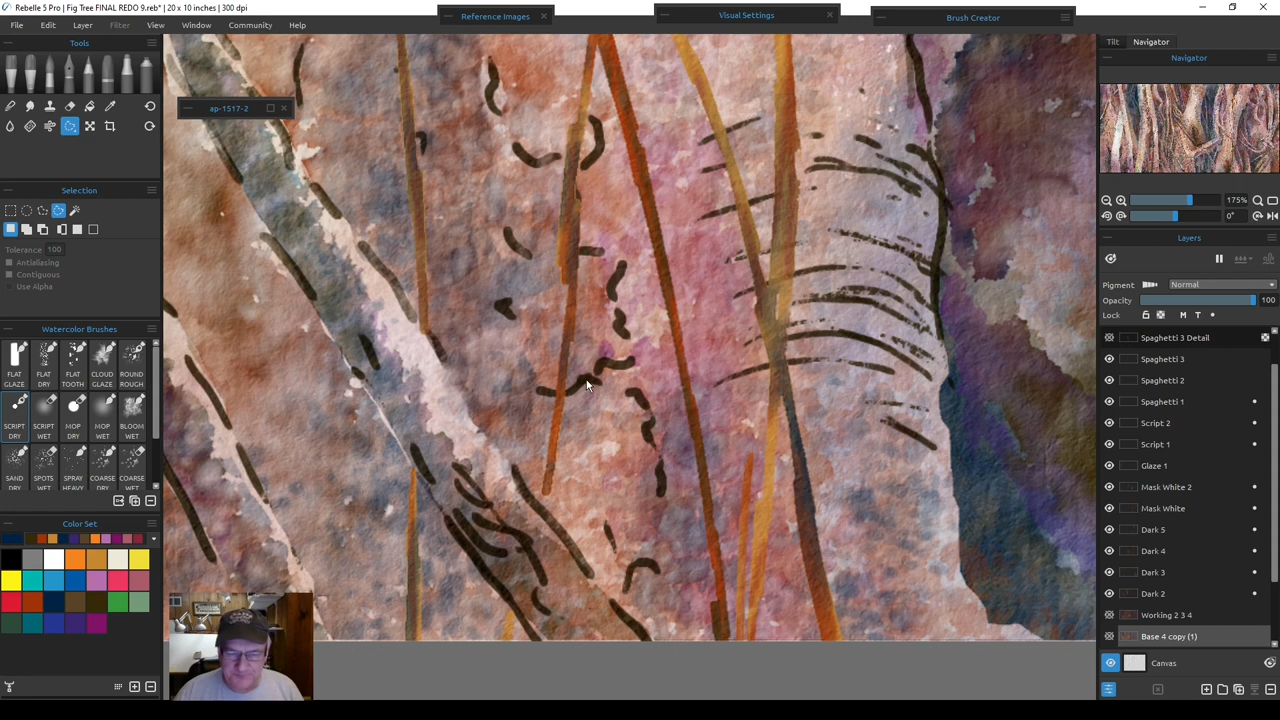 Rebelle 5 Pro | Fig Tree FINAL REDO 9.reb* | 20 x 10 inches | 300 dpi
File Edit Layer Filter View Window Community Help
Reference Images
Visual Settings
Brush Creator
Tools
ap-1517-2
Selection
Tolerance 100
Antialiasing
Contiguous
Use Alpha
Watercolor Brushes
FLAT GLAZE
FLAT DRY
FLAT TOOTH
CLOUD GLAZE
ROUND ROUGH
SCRIPT DRY
SCRIPT WET
MOP DRY
MOP WET
BLOOM WET
SAND DRY
SPOTS WET
SPRAY HEAVY
COARSE DRY
COARSE WET
Color Set
Tilt Navigator
Navigator
175%
0°
Layers
Pigment Normal
Opacity 100
Lock M T
Spaghetti 3 Detail
Spaghetti 3
Spaghetti 2
Spaghetti 1
Script 2
Script 1
Glaze 1
Mask White 2
Mask White
Dark 5
Dark 4
Dark 3
Dark 2
Working 2 3 4
Base 4 copy (1)
Canvas